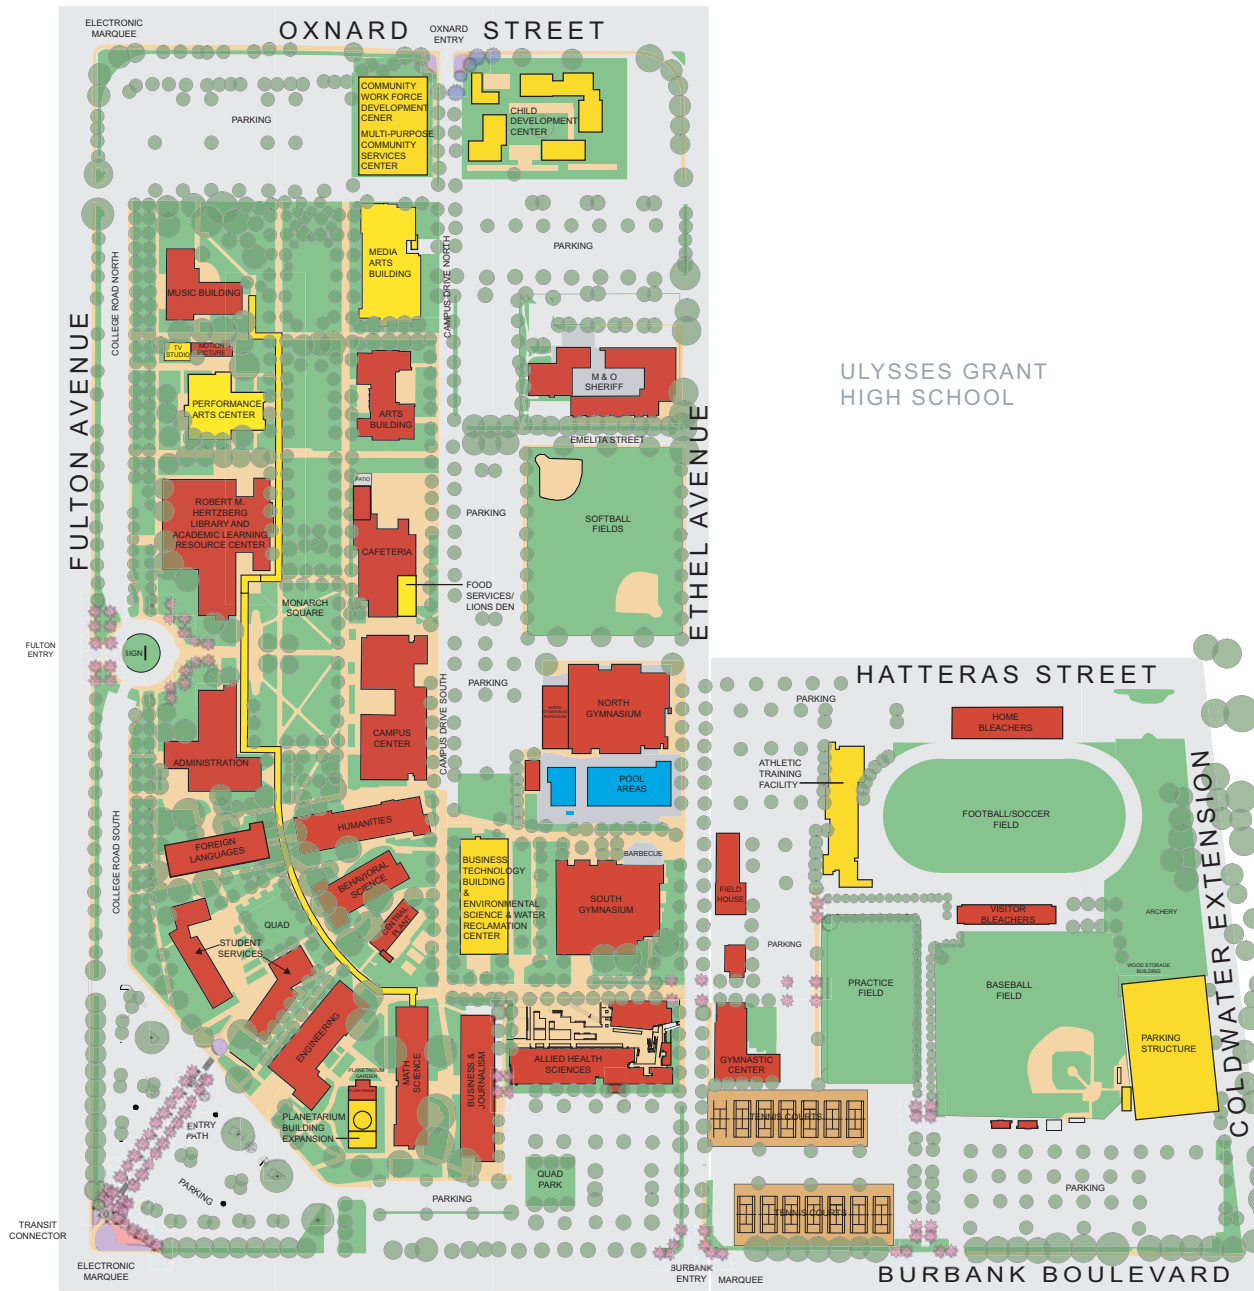 ELECTRONIC
MARQUEE
OXNARD STREET
OXNARD
ENTRY
COMMUNITY
WORK FORCE
DEVELOPMENT
CENER
MULTI-PURPOSE
COMMUNITY
SERVICES
CENTER
CHILD
DEVELOPMENT
CENTER
PARKING
MEDIA
ARTS
BUILDING
PARKING
COLLEGE ROAD NORTH
CAMPUS DRIVE NORTH
MUSIC BUILDING
TV
STUDIO
MOTION
PICTURE
PERFORMANCE
ARTS CENTER
ARTS
BUILDING
M & O
SHERIFF
ULYSSES GRANT
HIGH SCHOOL
FULTON AVENUE
EMELITA STREET
ETHEL AVENUE
PATIO
ROBERT M.
HERTZBERG
LIBRARY AND
ACADEMIC LEARNING
RESOURCE CENTER
PARKING
SOFTBALL
FIELDS
CAFETERIA
FOOD
SERVICES/
LIONS DEN
MONARCH
SQUARE
FULTON
ENTRY
SIGN
PARKING
CAMPUS DRIVE SOUTH
NORTH
GYMNASIUM
EXPANSION
NORTH
GYMNASIUM
HATTERAS STREET
PARKING
HOME
BLEACHERS
CAMPUS
CENTER
ADMINISTRATION
POOL
AREAS
ATHLETIC
TRAINING
FACILITY
COLDWATER EXTENSION
FOOTBALL/SOCCER
FIELD
COLLEGE ROAD SOUTH
HUMANITIES
FOREIGN
LANGUAGES
BEHAVIORAL
SCIENCE
BUSINESS
TECHNOLOGY
BUILDING
&
ENVIRONMENTAL
SCIENCE & WATER
RECLAMATION
CENTER
BARBECUE
SOUTH
GYMNASIUM
FIELD
HOUSE
VISITOR
BLEACHERS
ARCHERY
QUAD
CENTRAL
PLANT
STUDENT
SERVICES
PARKING
WOOD STORAGE
BUILDING
PRACTICE
FIELD
BASEBALL
FIELD
PARKING
STRUCTURE
ENGINEERING
ALLIED HEALTH
SCIENCES
GYMNASTIC
CENTER
PLANETARIUM
GARDEN
MATH
SCIENCE
BUSINESS &
JOURNALISM
PLANETARIUM
BUILDING
EXPANSION
TENNIS COURTS
ENTRY
PATH
PARKING
PARKING
QUAD
PARK
PARKING
TENNIS COURTS
TRANSIT
CONNECTOR
ELECTRONIC
MARQUEE
BURBANK
ENTRY
MARQUEE
BURBANK BOULEVARD